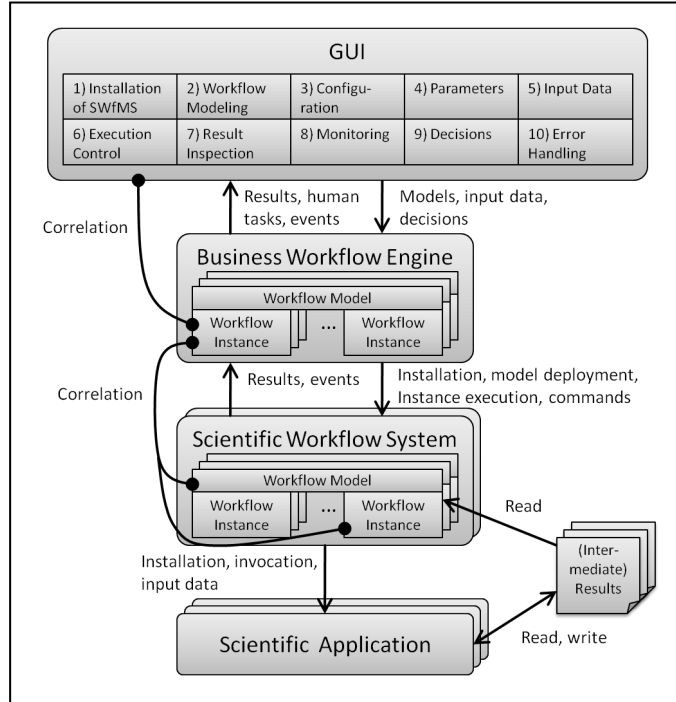 GUI
1) Installation of SWfMS
2) Workflow Modeling
3) Configu-
ration
4) Parameters
5) Input Data
6) Execution Control
7) Result Inspection
8) Monitoring
9) Decisions
10) Error Handling
Results, human
tasks, events
Models, input data,
decisions
Correlation
Business Workflow Engine
Workflow Model
Workflow
Instance
...
Workflow
Instance
Correlation
Results, events
Installation, model deployment,
Instance execution, commands
Scientific Workflow System
Workflow Model
Workflow
Instance
...
Workflow
Instance
Read
Installation, invocation,
input data
(Inter-
mediate)
Results
Scientific Application
Read, write